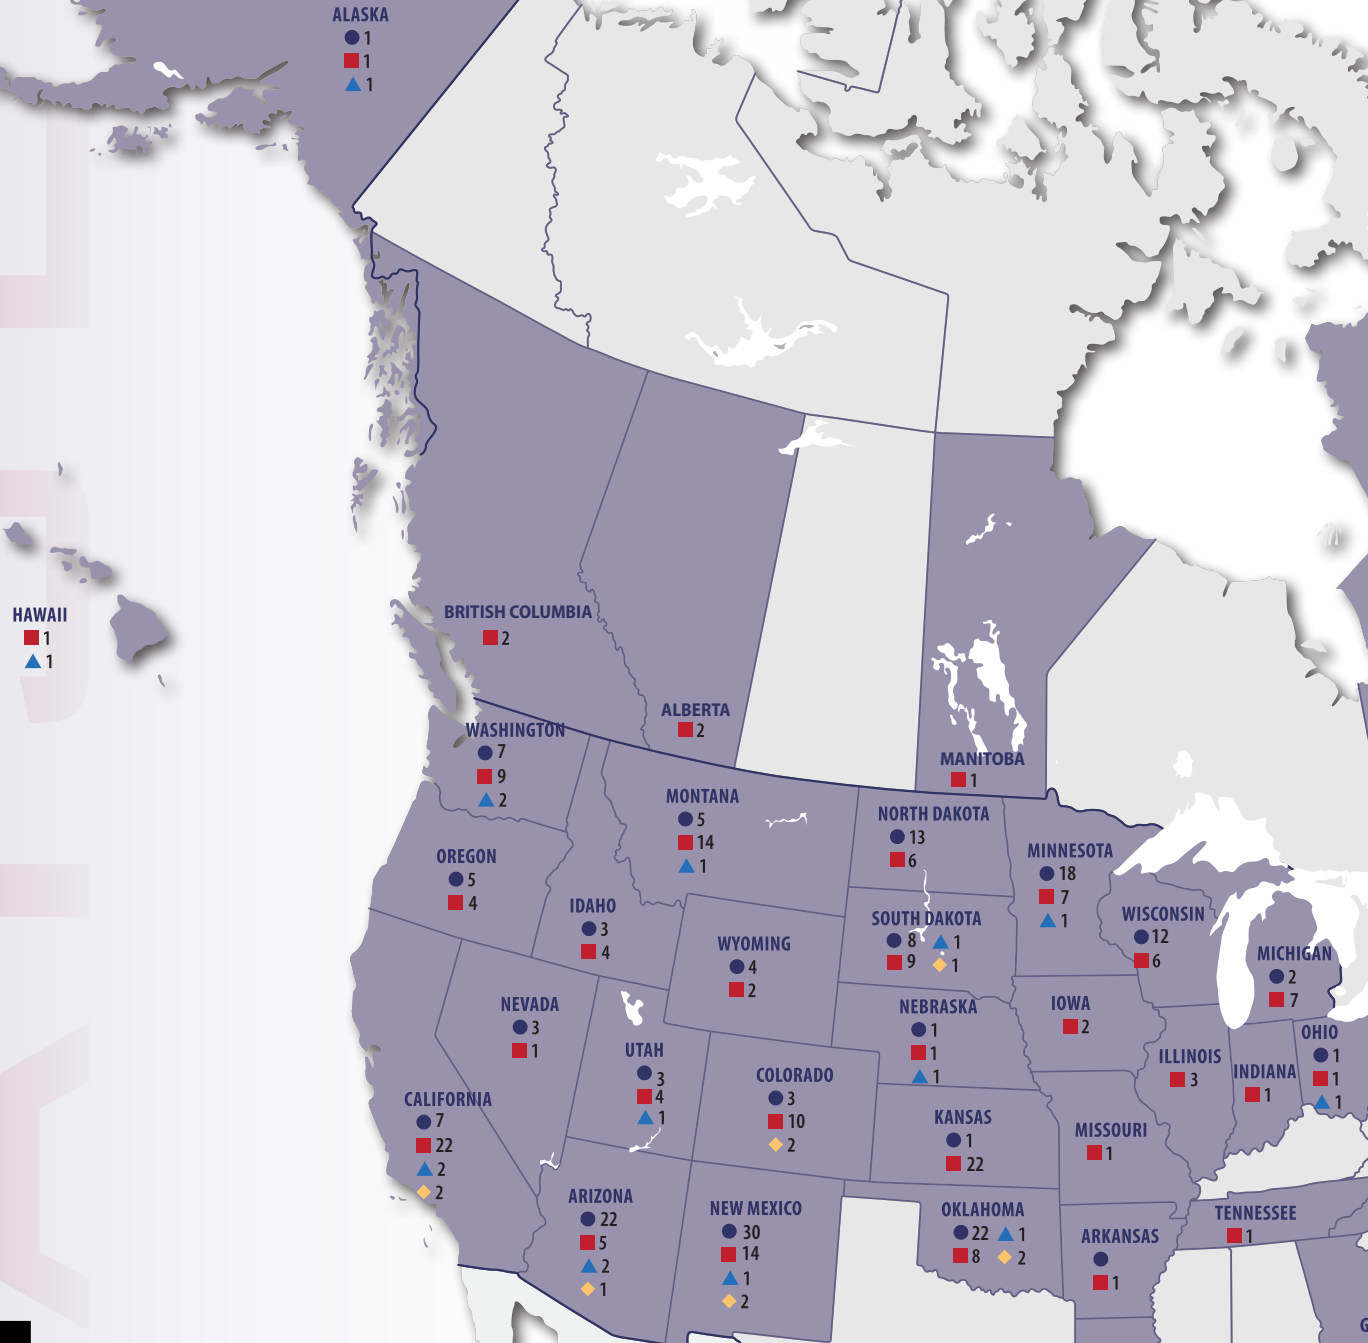 ALASKA
1
1
1
HAWAII
1
1
BRITISH COLUMBIA
2
ALBERTA
2
MANITOBA
1
WASHINGTON
7
9
2
MONTANA
5
14
1
NORTH DAKOTA
13
6
MINNESOTA
18
7
1
OREGON
5
4
IDAHO
3
4
WYOMING
4
2
SOUTH DAKOTA
8 1
9 1
WISCONSIN
12
6
MICHIGAN
2
7
NEVADA
3
1
UTAH
3
4
1
COLORADO
3
10
2
NEBRASKA
1
1
1
IOWA
2
ILLINOIS
3
INDIANA
1
OHIO
1
1
1
CALIFORNIA
7
22
2
2
KANSAS
1
22
MISSOURI
1
ARIZONA
22
5
2
1
NEW MEXICO
30
14
1
2
OKLAHOMA
22 1
8 2
ARKANSAS
1
TENNESSEE
1
G